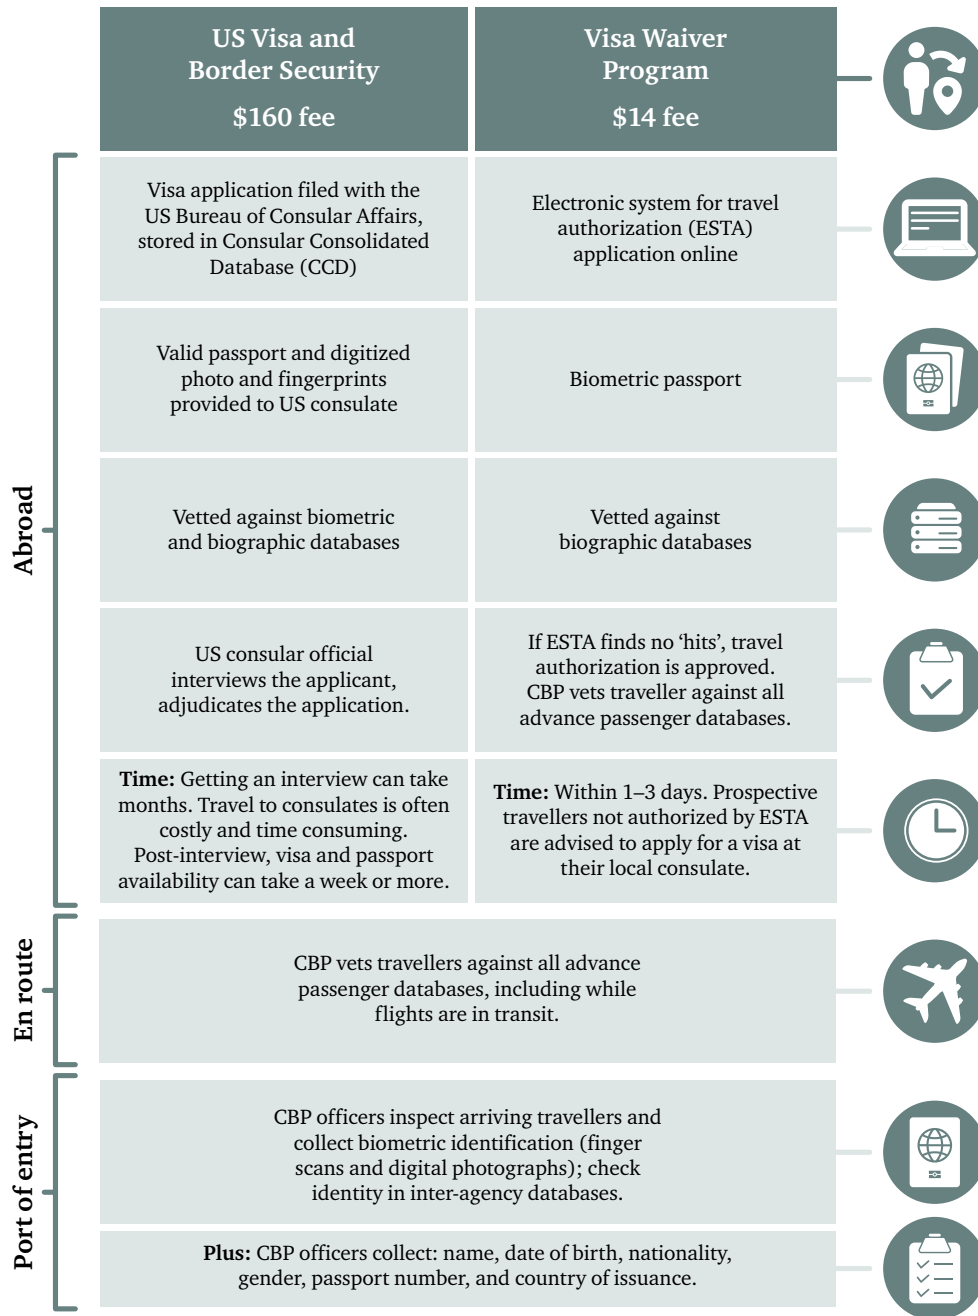 US Visa and
Border Security
$160 fee
Visa Waiver
Program
$14 fee
Abroad
Visa application filed with the
US Bureau of Consular Affairs,
stored in Consular Consolidated
Database (CCD)
Electronic system for travel
authorization (ESTA)
application online
Valid passport and digitized
photo and fingerprints
provided to US consulate
Biometric passport
Vetted against biometric
and biographic databases
Vetted against
biographic databases
US consular official
interviews the applicant,
adjudicates the application.
If ESTA finds no ‘hits’, travel
authorization is approved.
CBP vets traveller against all
advance passenger databases.
Time: Getting an interview can take
months. Travel to consulates is often
costly and time consuming.
Post-interview, visa and passport
availability can take a week or more.
Time: Within 1–3 days. Prospective
travellers not authorized by ESTA
are advised to apply for a visa at
their local consulate.
En route
CBP vets travellers against all advance
passenger databases, including while
flights are in transit.
Port of entry
CBP officers inspect arriving travellers and
collect biometric identification (finger
scans and digital photographs); check
identity in inter-agency databases.
Plus: CBP officers collect: name, date of birth, nationality,
gender, passport number, and country of issuance.